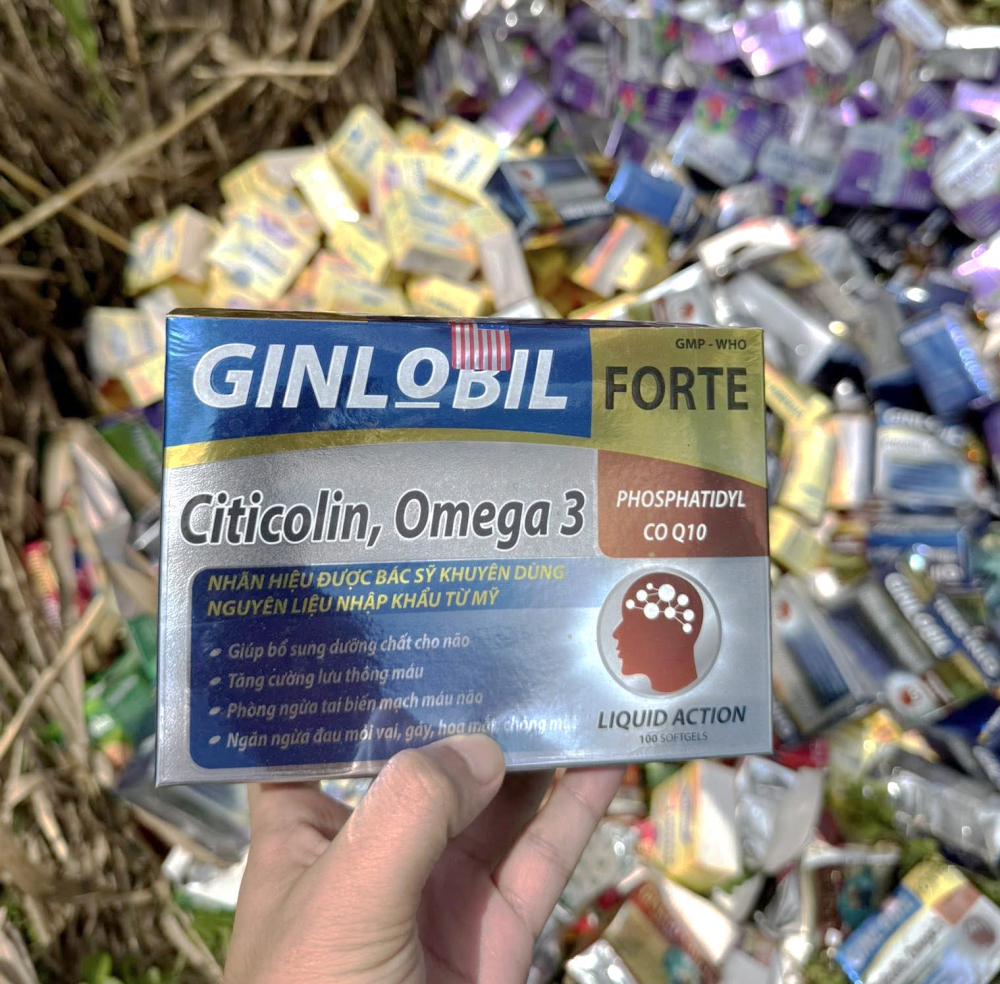 GINLOBIL
GMP - WHO
FORTE
Citicolin, Omega 3
PHOSPHATIDYL
CO Q10
NHÃN HIỆU ĐƯỢC BÁC SỸ KHUYÊN DÙNG
NGUYÊN LIỆU NHẬP KHẨU TỪ MỸ
• Giúp bổ sung dưỡng chất cho não
• Tăng cường lưu thông máu
• Phòng ngừa tai biến mạch máu não
• Ngăn ngừa đau mỏi vai, gáy, hoa mắt, chóng
LIQUID ACTION
100 SOFTGELS